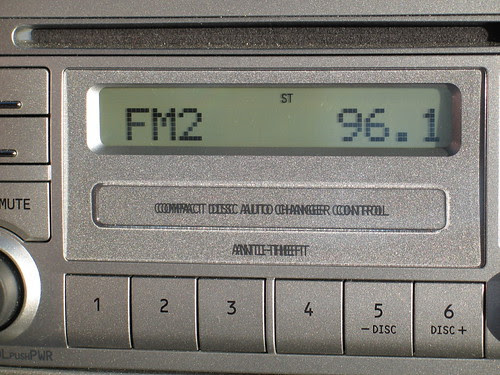 ST
FM2 96.1
MUTE
COMPACT DISC AUTO CHANGER CONTROL
ANTI-THEFT
1 2 3 4 5 6
–DISC DISC+
PUSH PWR